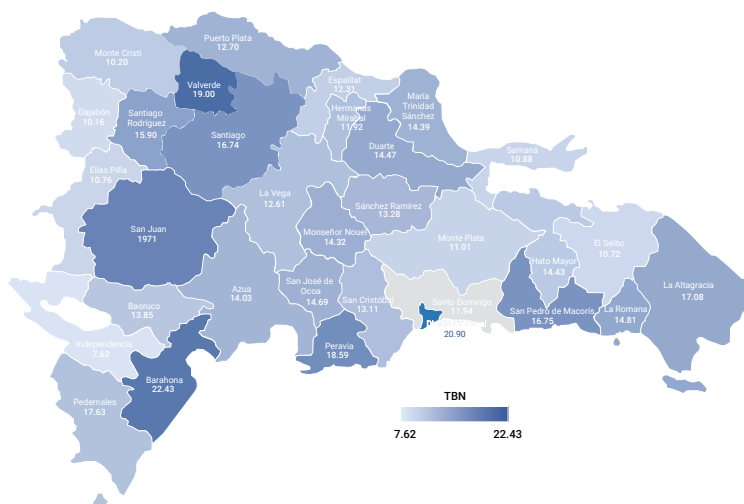 Puerto Plata
12.70
Monte Cristi
10.20
Valverde
19.00
Espaillat
12.31
María
Trinidad
Sánchez
14.39
Hermanas
Mirabal
11.92
Dajabón
10.16
Santiago
Rodríguez
15.90
Santiago
16.74
Duarte
14.47
Samaná
10.88
Elías Piña
10.76
La Vega
12.61
Sánchez Ramírez
13.28
San Juan
1971
Monseñor Nouel
14.32
Monte Plata
11.01
El Seibo
10.72
Hato Mayor
14.43
La Altagracia
17.08
Azua
14.03
San José de
Ocoa
14.69
Baoruco
13.85
San Cristóbal
13.11
Santo Domingo
11.94
San Pedro de Macorís
16.75
La Romana
14.81
20.90
Independencia
7.62
Peravia
18.59
Barahona
22.43
Pedernales
17.63
TBN
7.62 22.43